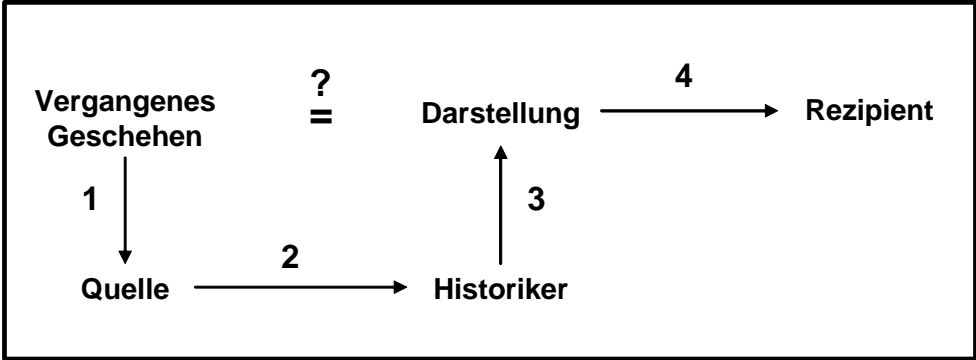 ?
=
4
Vergangenes
Geschehen
Darstellung
Rezipient
1
3
2
Quelle
Historiker